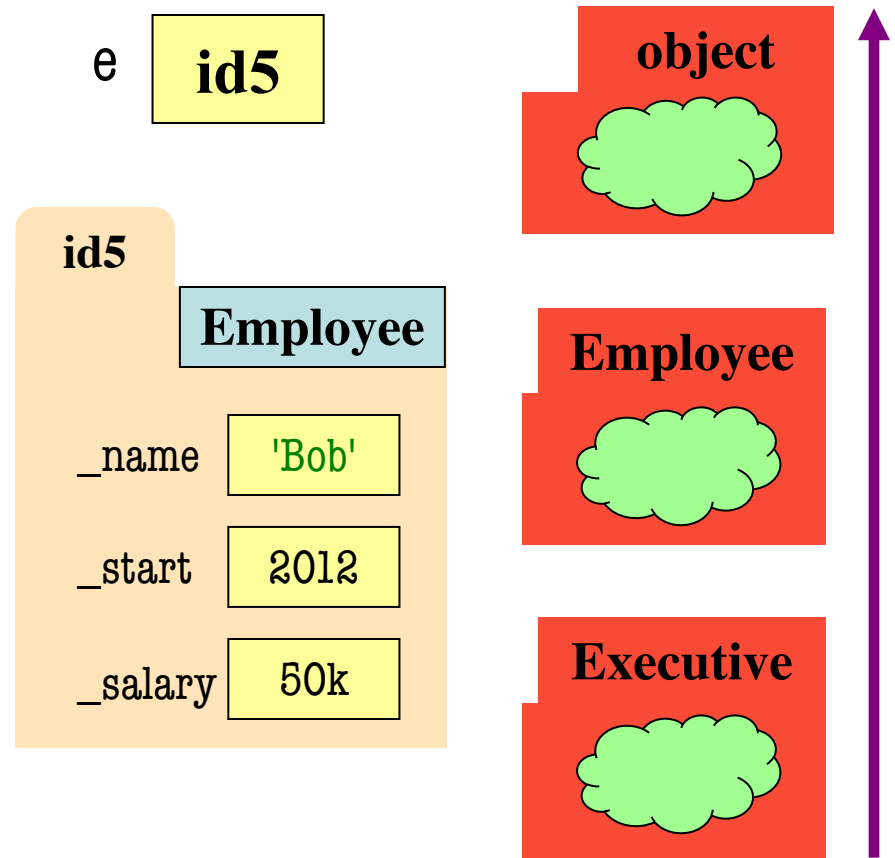 e
id5
id5
Employee
_name
'Bob'
_start
2012
_salary
50k
object
Employee
Executive